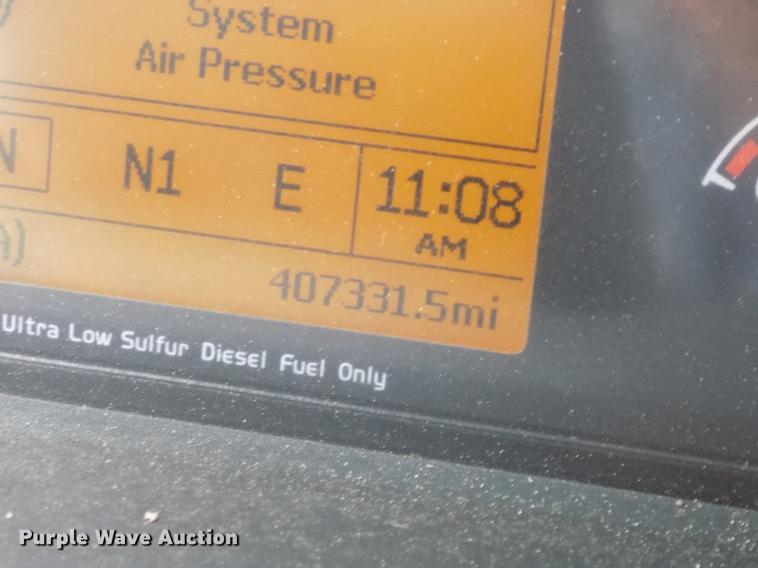 System
Air Pressure
N N1 E 11:08
AM
407331.5mi
Ultra Low Sulfur Diesel Fuel Only
Purple Wave Auction